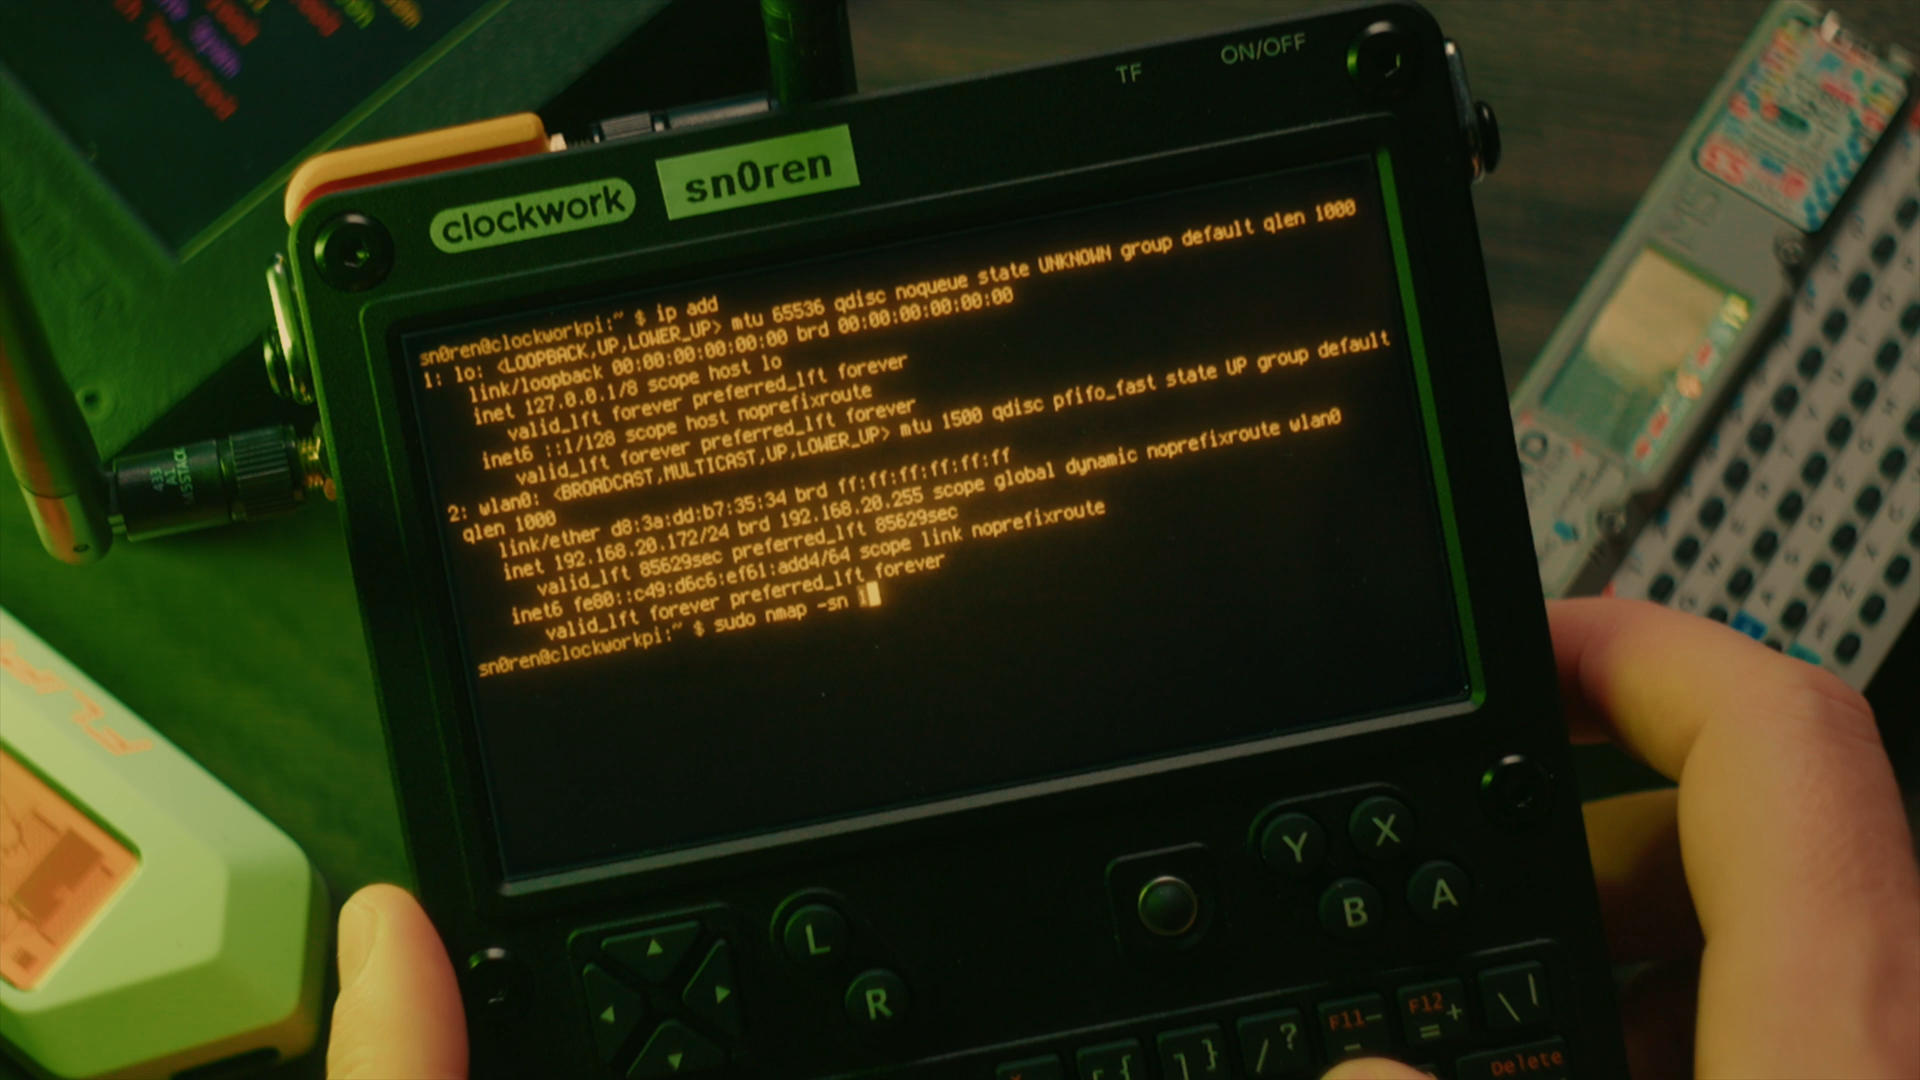 TF
ON/OFF
clockwork
sn0ren
sn0ren@clockworkpi:~ $ ip add
1: lo: <LOOPBACK,UP,LOWER_UP> mtu 65536 qdisc noqueue state UNKNOWN group default qlen 1000
link/loopback 00:00:00:00:00:00 brd 00:00:00:00:00:00
inet 127.0.0.1/8 scope host lo
valid_lft forever preferred_lft forever
inet6 ::1/128 scope host noprefixroute
valid_lft forever preferred_lft forever
2: wlan0: <BROADCAST,MULTICAST,UP,LOWER_UP> mtu 1500 qdisc pfifo_fast state UP group default
qlen 1000
link/ether d8:3a:dd:b7:35:34 brd ff:ff:ff:ff:ff:ff
inet 192.168.20.172/24 brd 192.168.20.255 scope global dynamic noprefixroute wlan0
valid_lft 85629sec preferred_lft 85629sec
inet6 fe80::c49:d6c6:ef61:add4/64 scope link noprefixroute
valid_lft forever preferred_lft forever
sn0ren@clockworkpi:~ $ sudo nmap -sn
433
M5
L
R
Y
X
B
A
[ {
] }
/ ?
F11 -
F12 + =
\ |
Delete